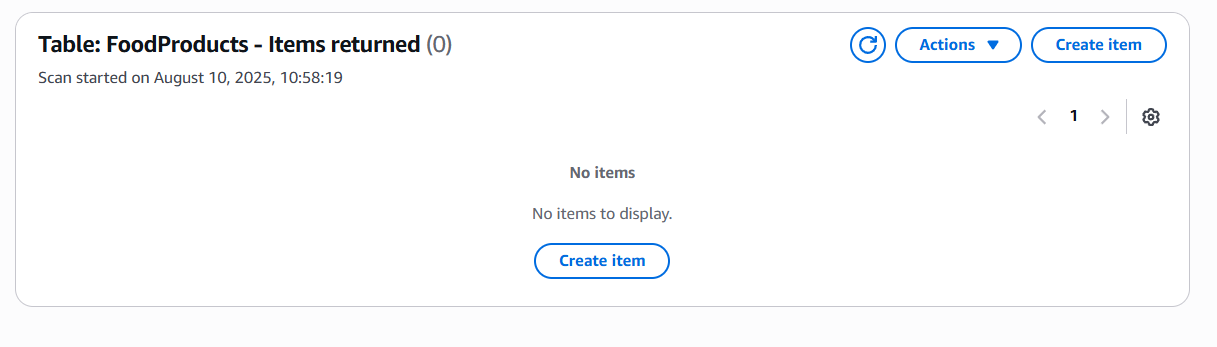 Table: FoodProducts - Items returned (0)
Actions
Create item
Scan started on August 10, 2025, 10:58:19
1
No items
No items to display.
Create item